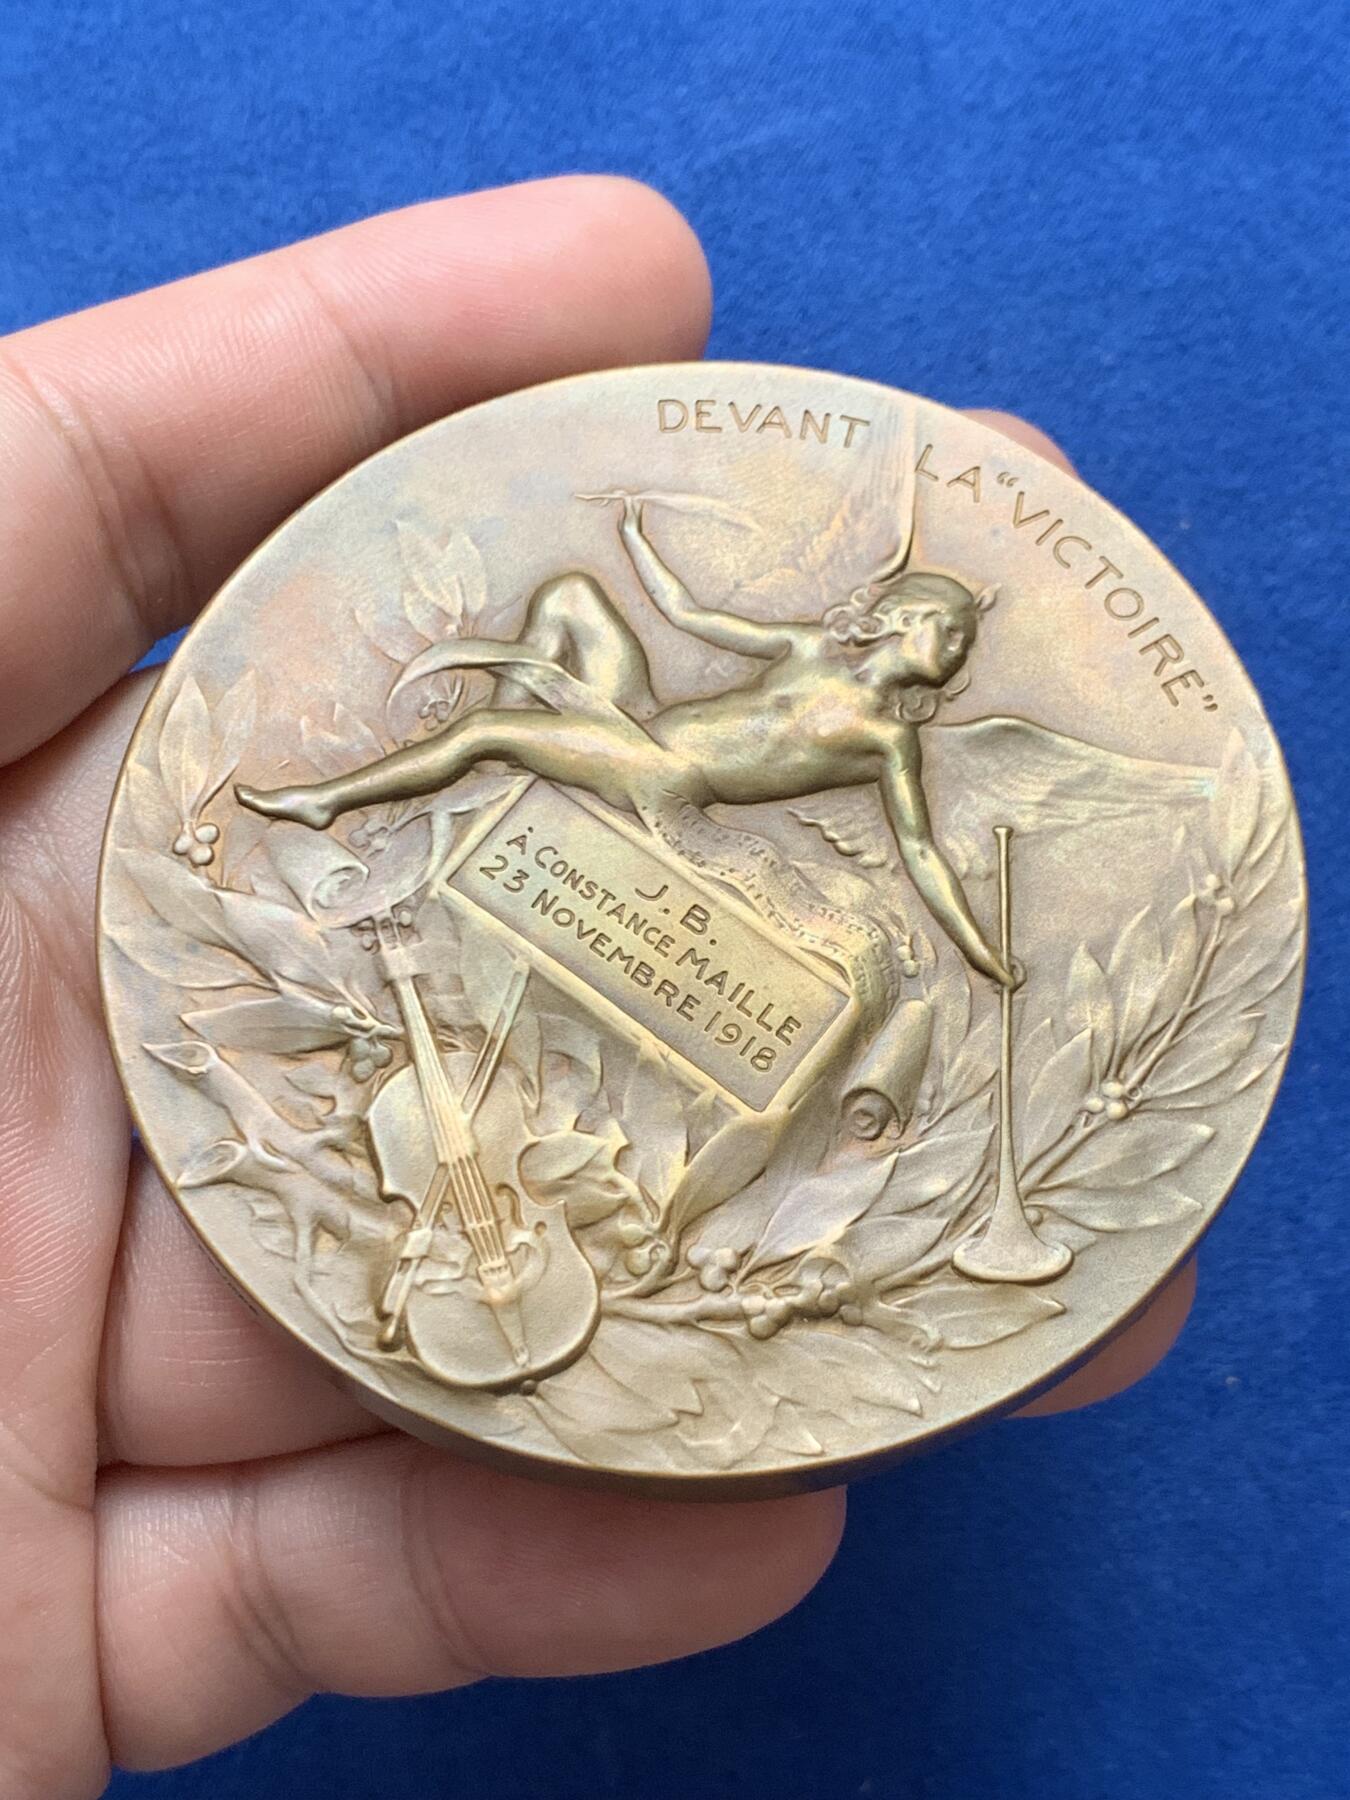 DEVANT LA "VICTOIRE"
J. B.
À CONSTANCE MAILLE
23 NOVEMBRE 1918